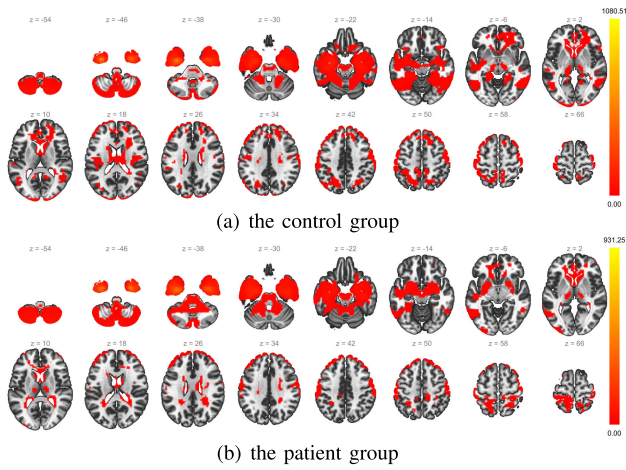 1080.51
z = -54 z = -46 z = -38 z = -30 z = -22 z = -14 z = -6 z = 2
z = 10 z = 18 z = 26 z = 34 z = 42 z = 50 z = 58 z = 66
0.00
(a) the control group
931.25
z = -54 z = -46 z = -38 z = -30 z = -22 z = -14 z = -6 z = 2
z = 10 z = 18 z = 26 z = 34 z = 42 z = 50 z = 58 z = 66
0.00
(b) the patient group